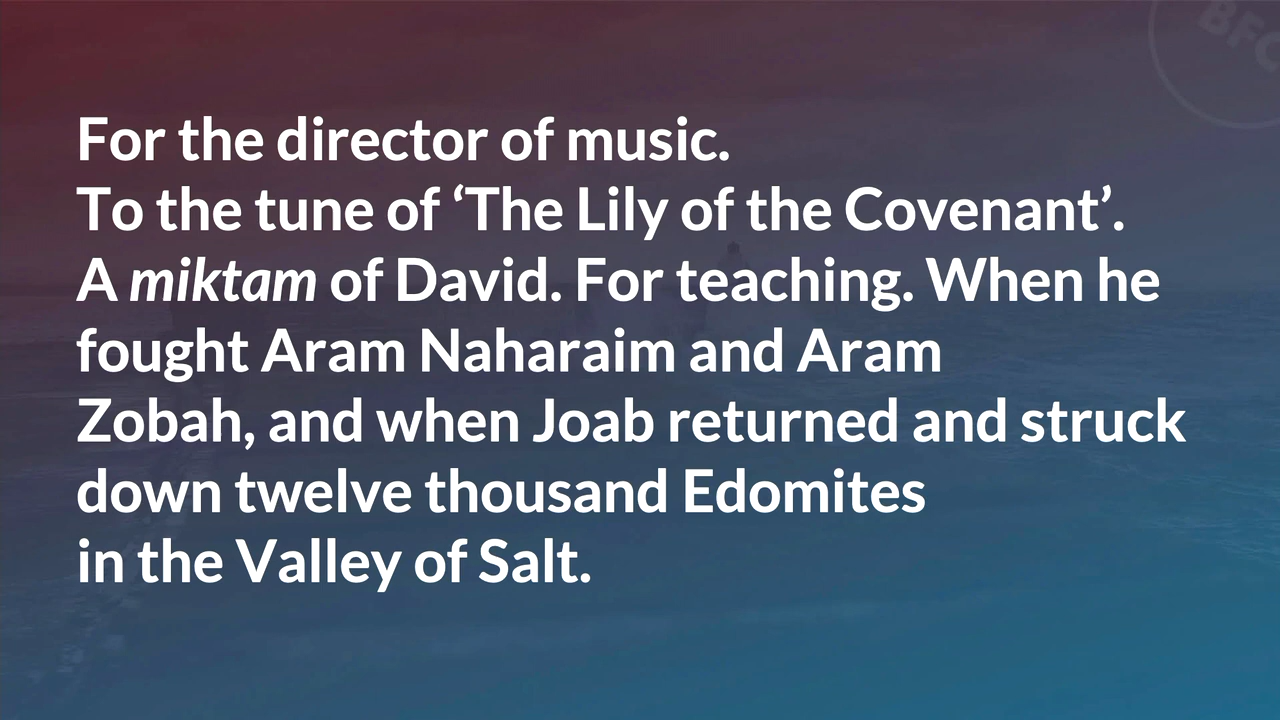 BFC
For the director of music.
To the tune of ‘The Lily of the Covenant’.
A miktam of David. For teaching. When he
fought Aram Naharaim and Aram
Zobah, and when Joab returned and struck
down twelve thousand Edomites
in the Valley of Salt.